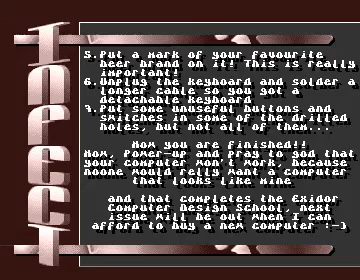 Infect
5.Put a mark of your favourite
beer brand on it! This is really
important!
6.Unplug the keyboard and solder a
longer cable so you got a
detachable keyboard
7.Put some unuseful buttons and
switches in some of the drilled
holes, but not all of them...
Now you are finished!!
Now, Power-up and pray to god that
your computer won't work, because
noone would relly want a computer
that looks like mine
and that completes the Exidor
Computer Design School, next
issue will be out when I can
afford to buy a new computer :-)